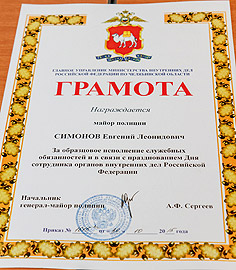 ГЛАВНОЕ УПРАВЛЕНИЕ МИНИСТЕРСТВА ВНУТРЕННИХ ДЕЛ
РОССИЙСКОЙ ФЕДЕРАЦИИ ПО ЧЕЛЯБИНСКОЙ ОБЛАСТИ
ГРАМОТА
Награждается
майор полиции
СИМОНОВ Евгений Леонидович
За образцовое исполнение служебных
обязанностей и в связи с празднованием Дня
сотрудника органов внутренних дел Российской
Федерации
Начальник
генерал-майор полиции А.Ф. Сергеев
Приказ № 10 20